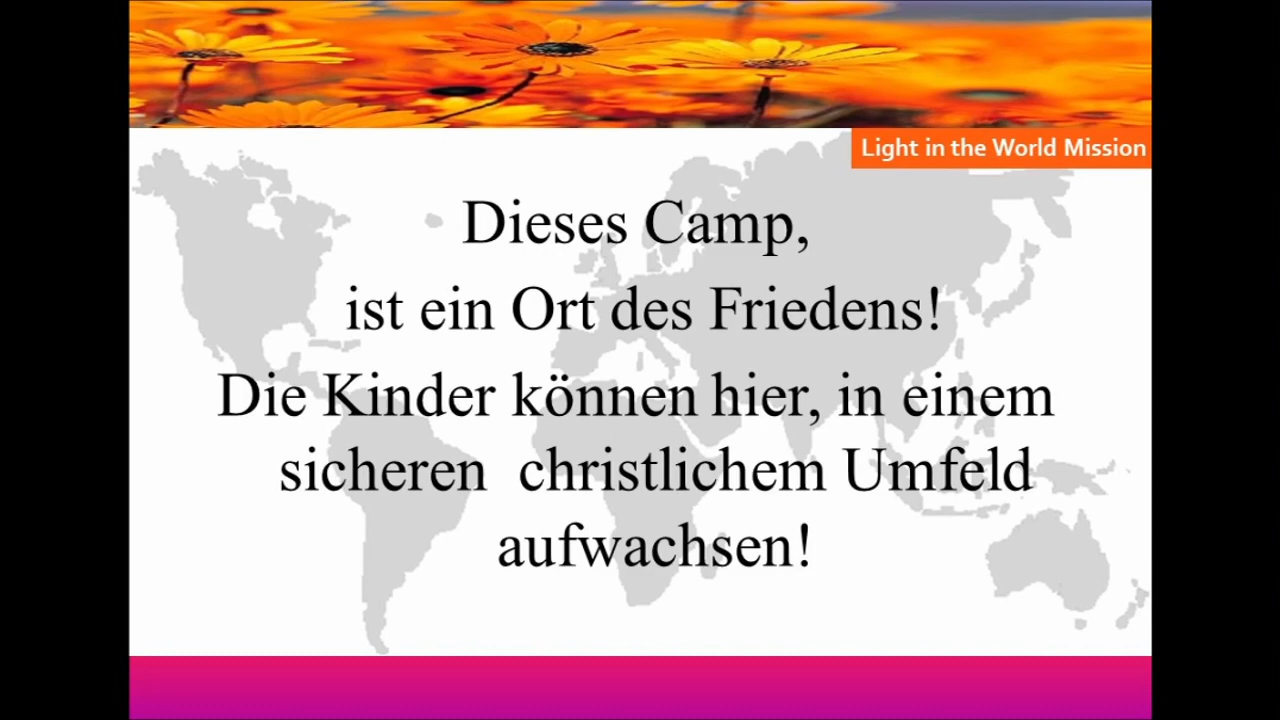 Light in the World Mission
Dieses Camp,
ist ein Ort des Friedens!
Die Kinder können hier, in einem
sicheren christlichem Umfeld
aufwachsen!